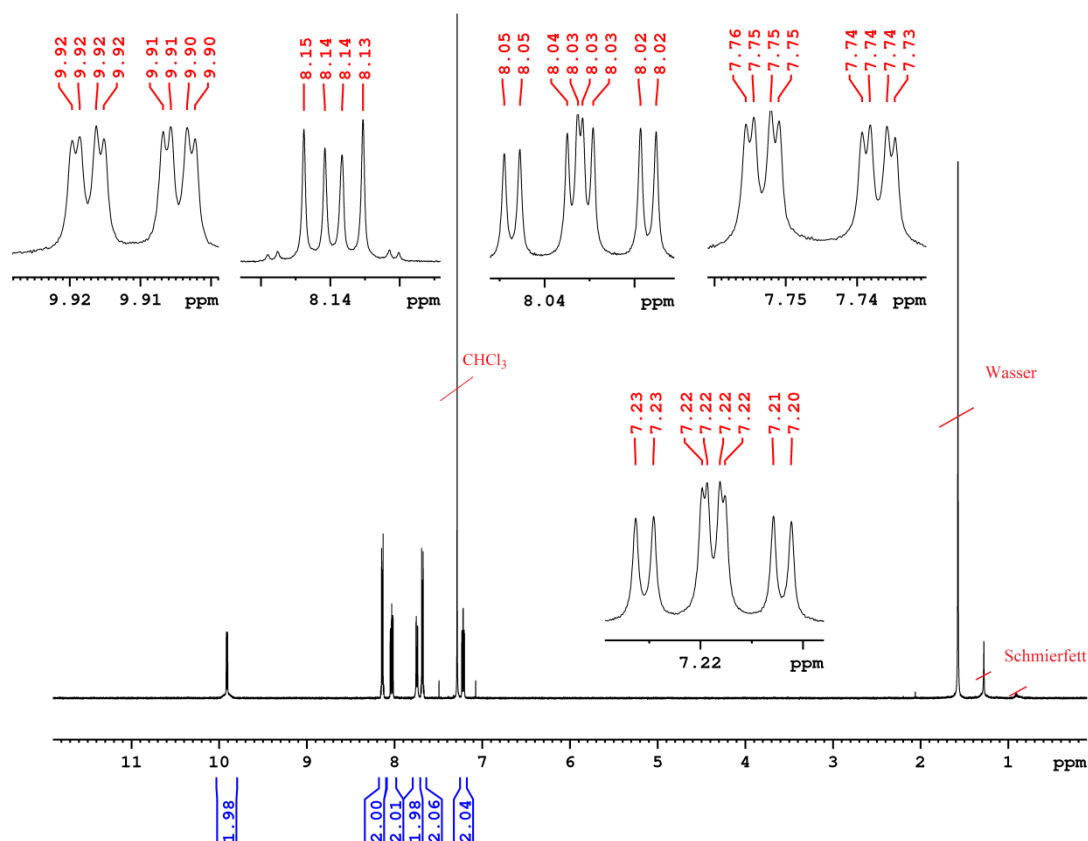 9.92 9.92 9.92 9.92 9.91 9.91 9.90 9.90
8.15 8.14 8.14 8.13
8.05 8.05 8.04 8.03 8.03 8.03 8.02 8.02
7.76 7.75 7.75 7.75 7.74 7.74 7.74 7.73
9.92 9.91 ppm
8.14 ppm
8.04 ppm
7.75 7.74 ppm
CHCl₃
Wasser
7.23 7.23 7.22 7.22 7.22 7.22 7.21 7.20
7.22 ppm
Schmierfett
11 10 9 8 7 6 5 4 3 2 1 ppm
1.98 2.00 2.01 1.98 2.06 2.04